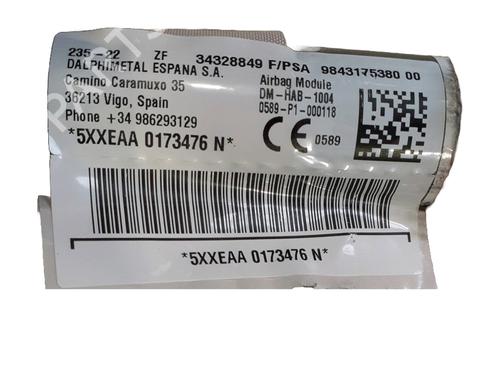 235-22 ZF 34328849 F/PSA 9843175380 00
DALPHIMETAL ESPANA S.A.
Camino Caramuxo 35
36213 Vigo, Spain
Phone +34 986293129
Airbag Module
DM-HAB-1004
0589-P1-000118
CE 0589
*5XXEAA 0173476 N*
*5XXEAA 0173476 N*